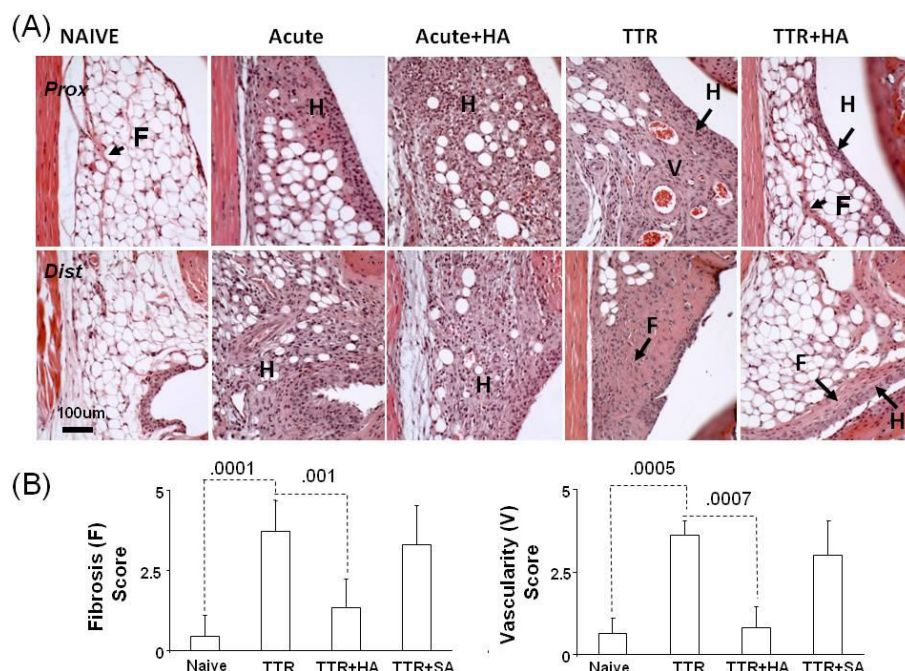 (A)
NAIVE Acute Acute+HA TTR TTR+HA
Prox F H H H V H F
Dist H H F F H
100um
(B)
Fibrosis (F) Score
5
2.5
0
.0001
.001
Naive TTR TTR+HA TTR+SA
Vascularity (V) Score
5
2.5
0
.0005
.0007
Naive TTR TTR+HA TTR+SA